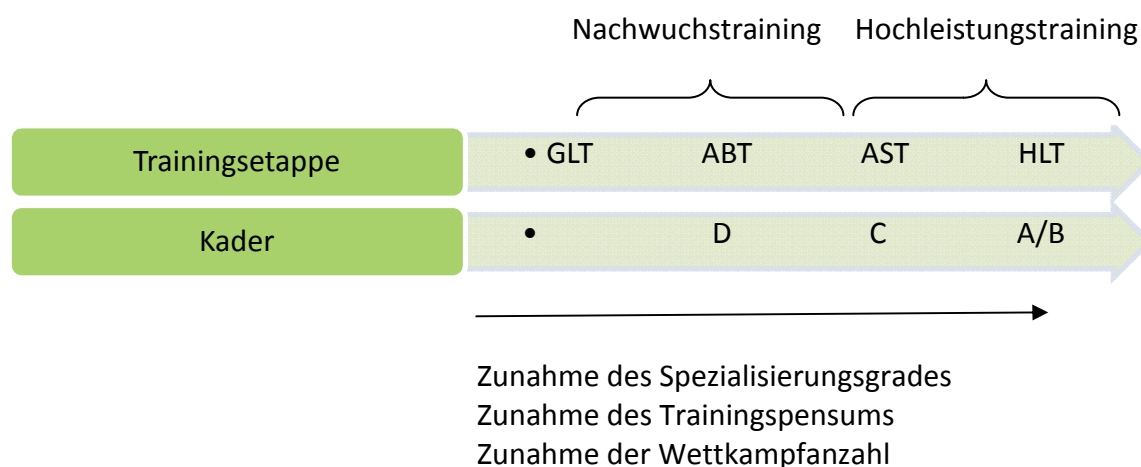 Nachwuchstraining Hochleistungstraining
Trainingsetappe • GLT ABT AST HLT
Kader • D C A/B
Zunahme des Spezialisierungsgrades
Zunahme des Trainingspensums
Zunahme der Wettkampfanzahl